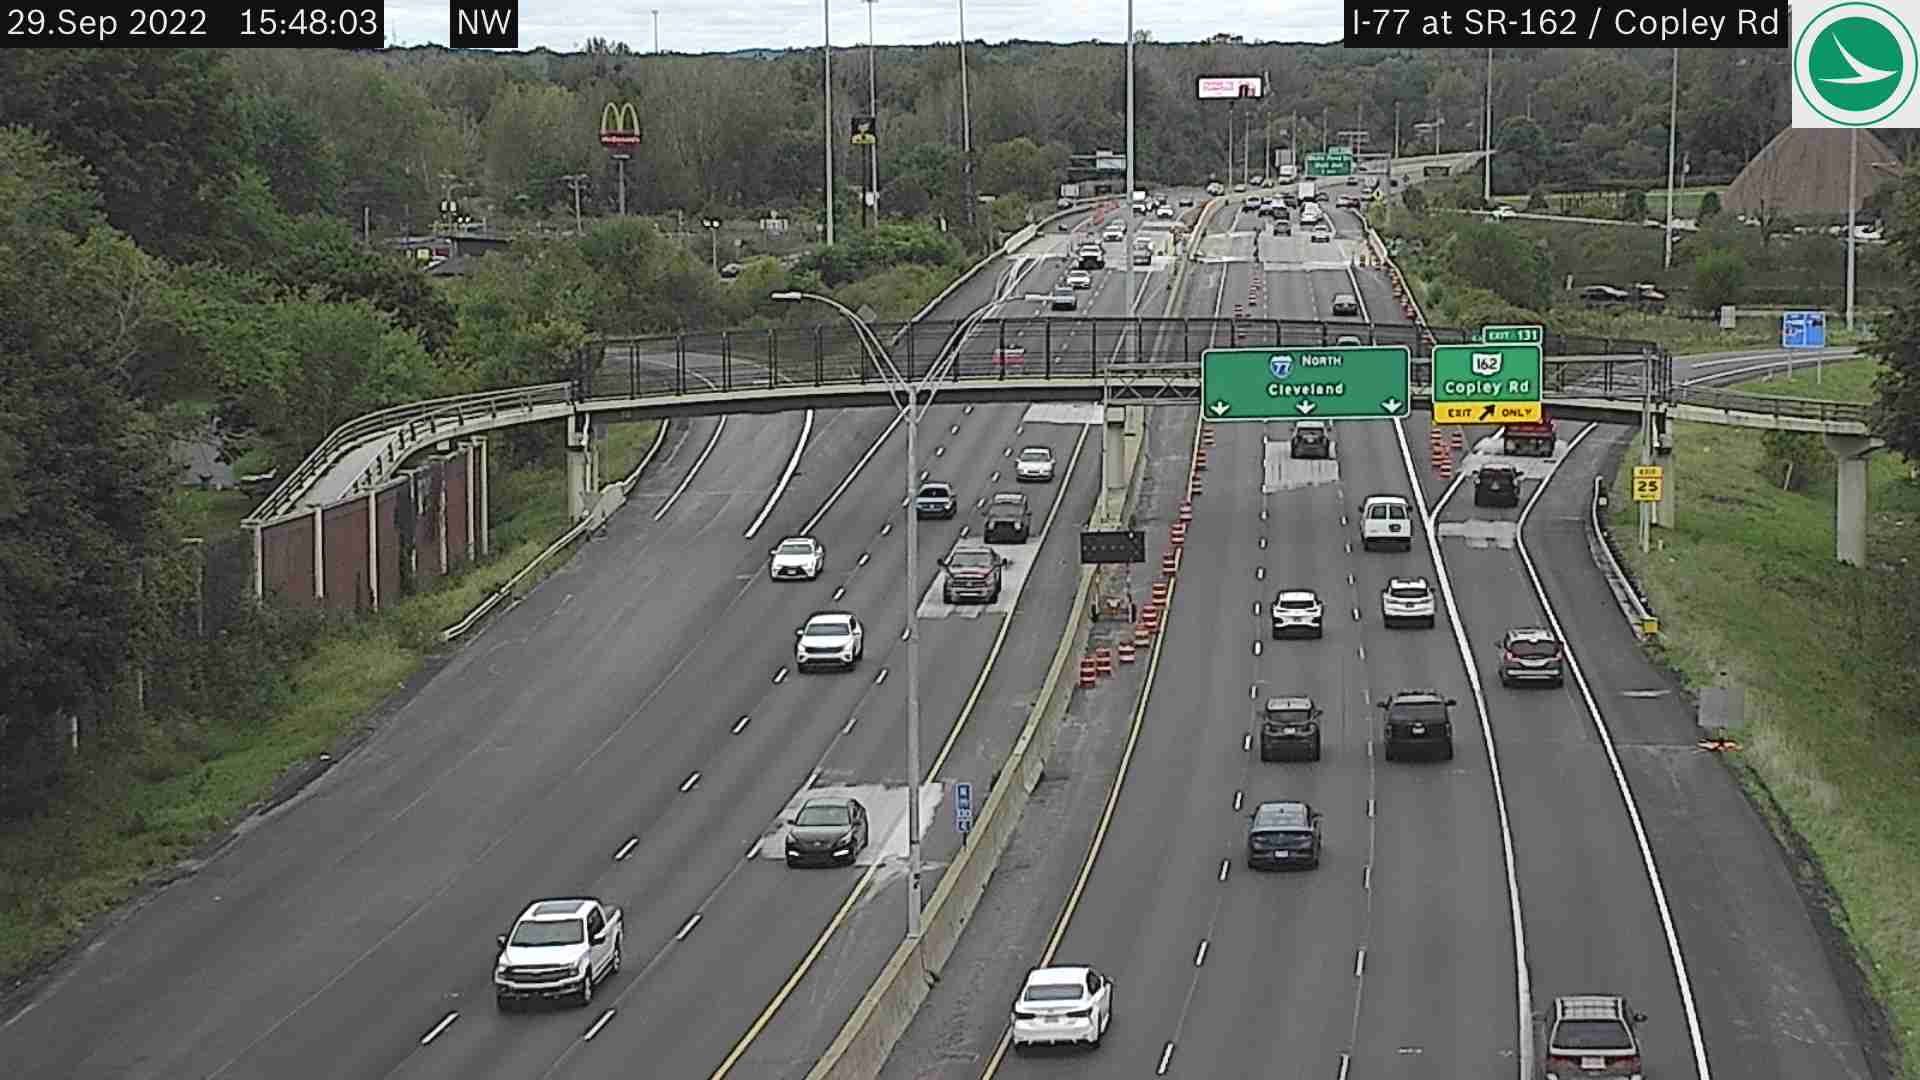 29.Sep 2022 15:48:03
NW
I-77 at SR-162 / Copley Rd
McDonald's
EXIT 131
77 NORTH
Cleveland
162
Copley Rd
EXIT ONLY
EXIT
25